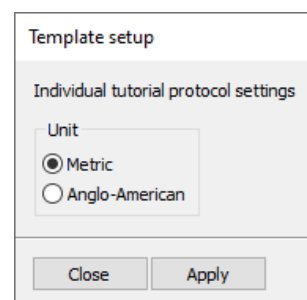 Template setup
Individual tutorial protocol settings
Unit
Metric
Anglo-American
Close Apply